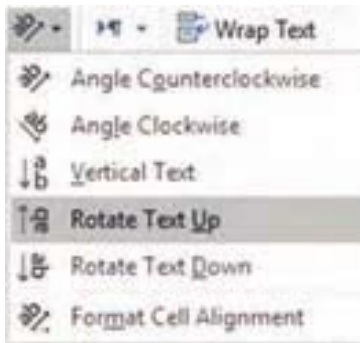 Wrap Text
Angle Counterclockwise
Angle Clockwise
Vertical Text
Rotate Text Up
Rotate Text Down
Format Cell Alignment